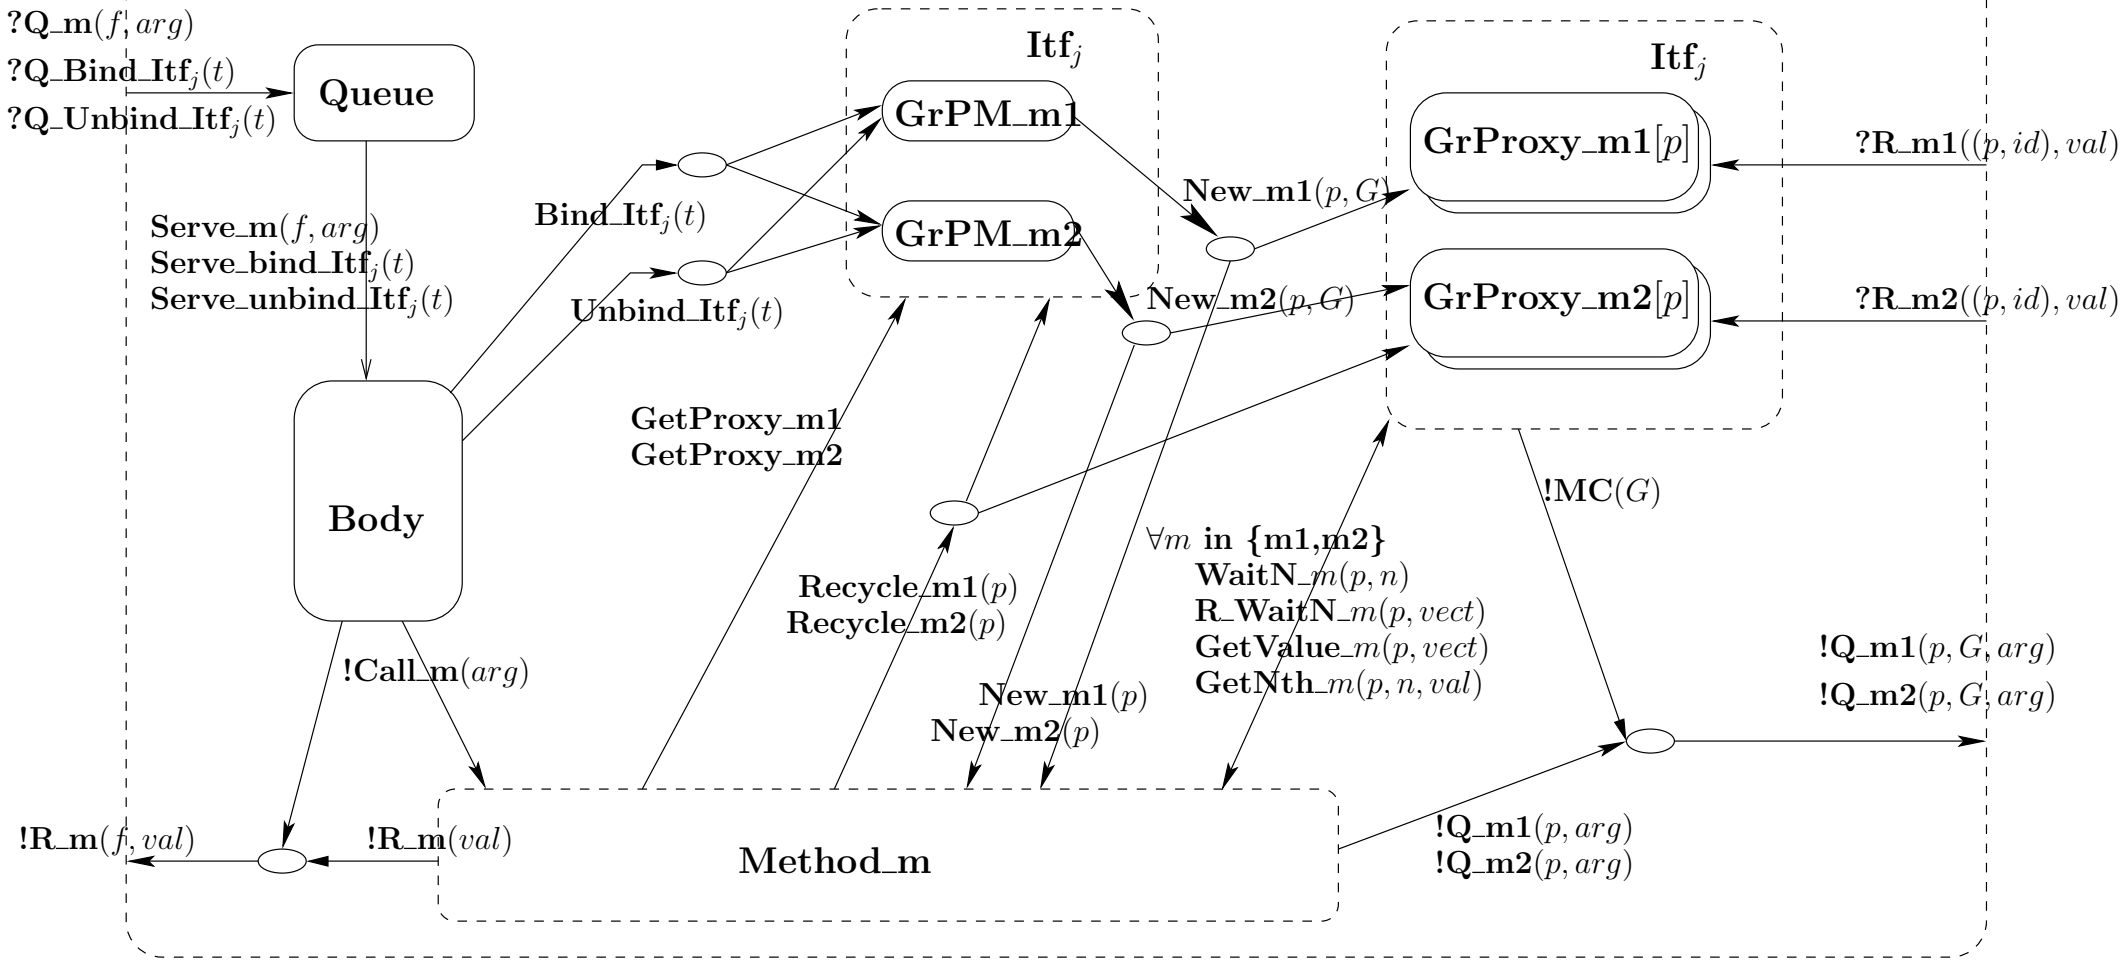 ?Q_m(f, arg)
?Q_Bind_Itf_j(t)
?Q_Unbind_Itf_j(t)
Queue
Serve_m(f, arg)
Serve_bind_Itf_j(t)
Serve_unbind_Itf_j(t)
Bind_Itf_j(t)
Unbind_Itf_j(t)
Itf_j
GrPM_m1
GrPM_m2
New_m1(p, G)
New_m2(p, G)
Itf_j
GrProxy_m1[p]
GrProxy_m2[p]
?R_m1((p, id), val)
?R_m2((p, id), val)
Body
GetProxy_m1
GetProxy_m2
!MC(G)
∀m in {m1,m2}
WaitN_m(p, n)
R_WaitN_m(p, vect)
GetValue_m(p, vect)
GetNth_m(p, n, val)
Recycle_m1(p)
Recycle_m2(p)
New_m1(p)
New_m2(p)
!Call_m(arg)
!Q_m1(p, G, arg)
!Q_m2(p, G, arg)
!R_m(f, val)
!R_m(val)
Method_m
!Q_m1(p, arg)
!Q_m2(p, arg)